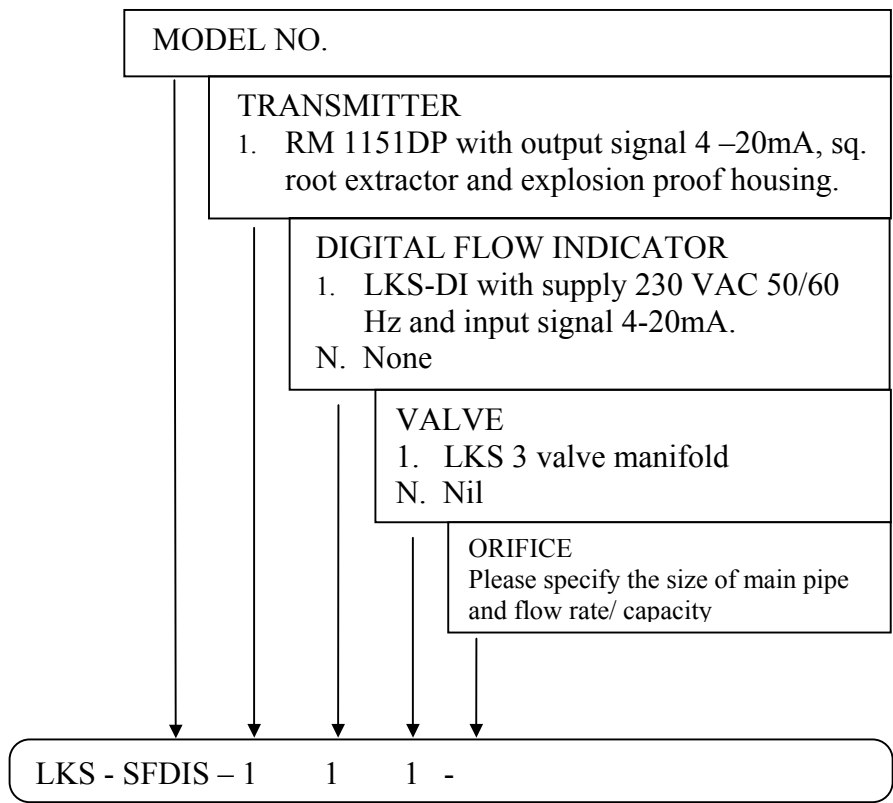 MODEL NO.
TRANSMITTER
1. RM 1151DP with output signal 4 –20mA, sq.
root extractor and explosion proof housing.
DIGITAL FLOW INDICATOR
1. LKS-DI with supply 230 VAC 50/60
Hz and input signal 4-20mA.
N. None
VALVE
1. LKS 3 valve manifold
N. Nil
ORIFICE
Please specify the size of main pipe
and flow rate/ capacity
LKS - SFDIS – 1 1 1 -